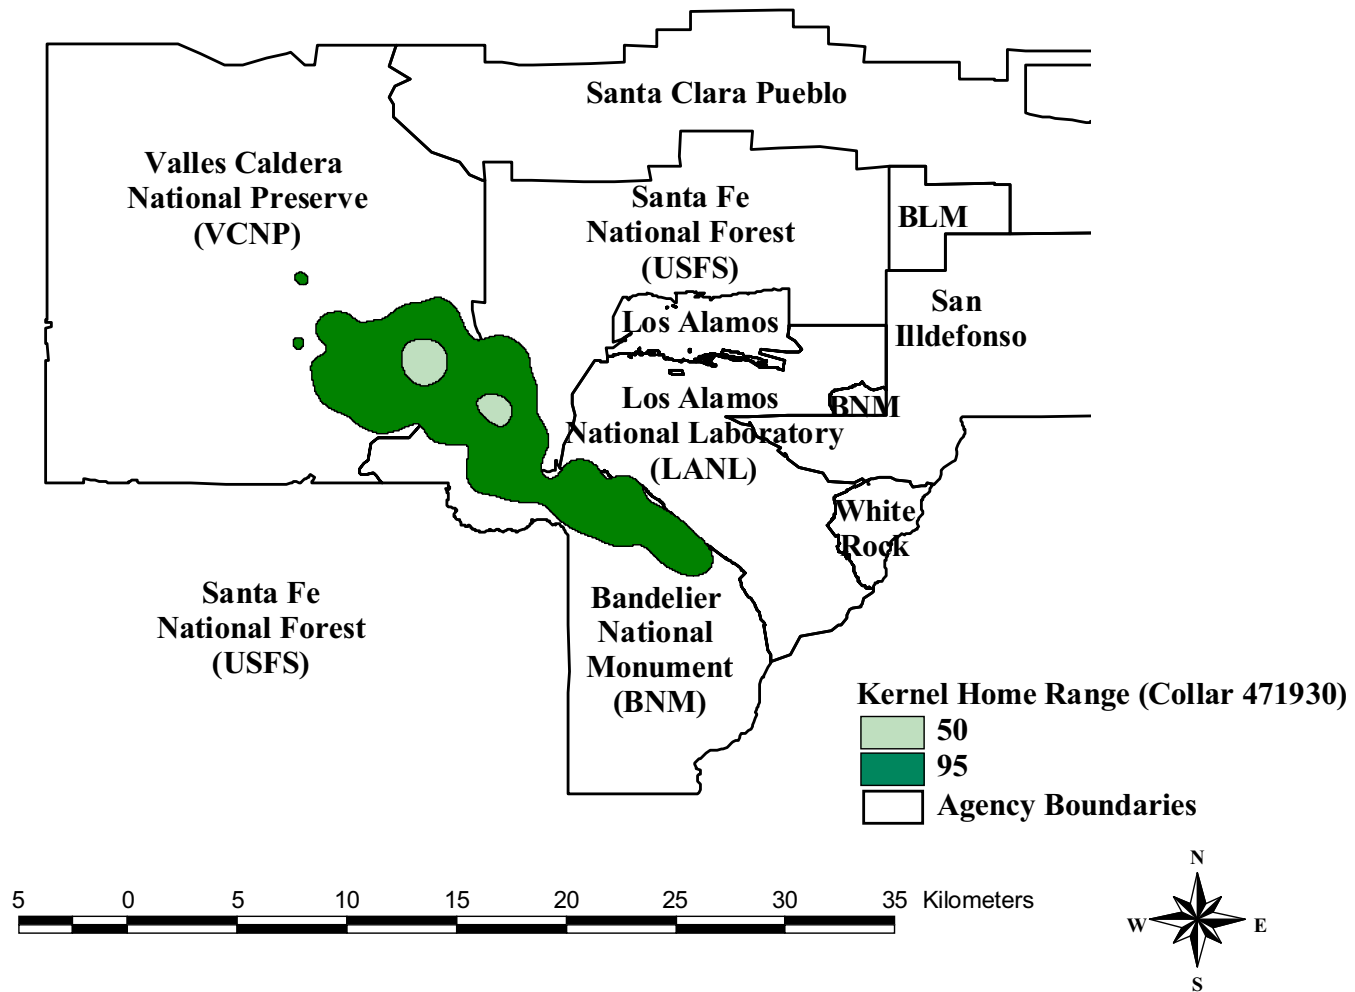 Santa Clara Pueblo
Valles Caldera
National Preserve
(VCNP)
Santa Fe
National Forest
(USFS)
BLM
San
Illdefonso
Los Alamos
Los Alamos
National Laboratory
(LANL)
BNM
White
Rock
Santa Fe
National Forest
(USFS)
Bandelier
National
Monument
(BNM)
Kernel Home Range (Collar 471930)
50
95
Agency Boundaries
5 0 5 10 15 20 25 30 35 Kilometers
N
W E
S